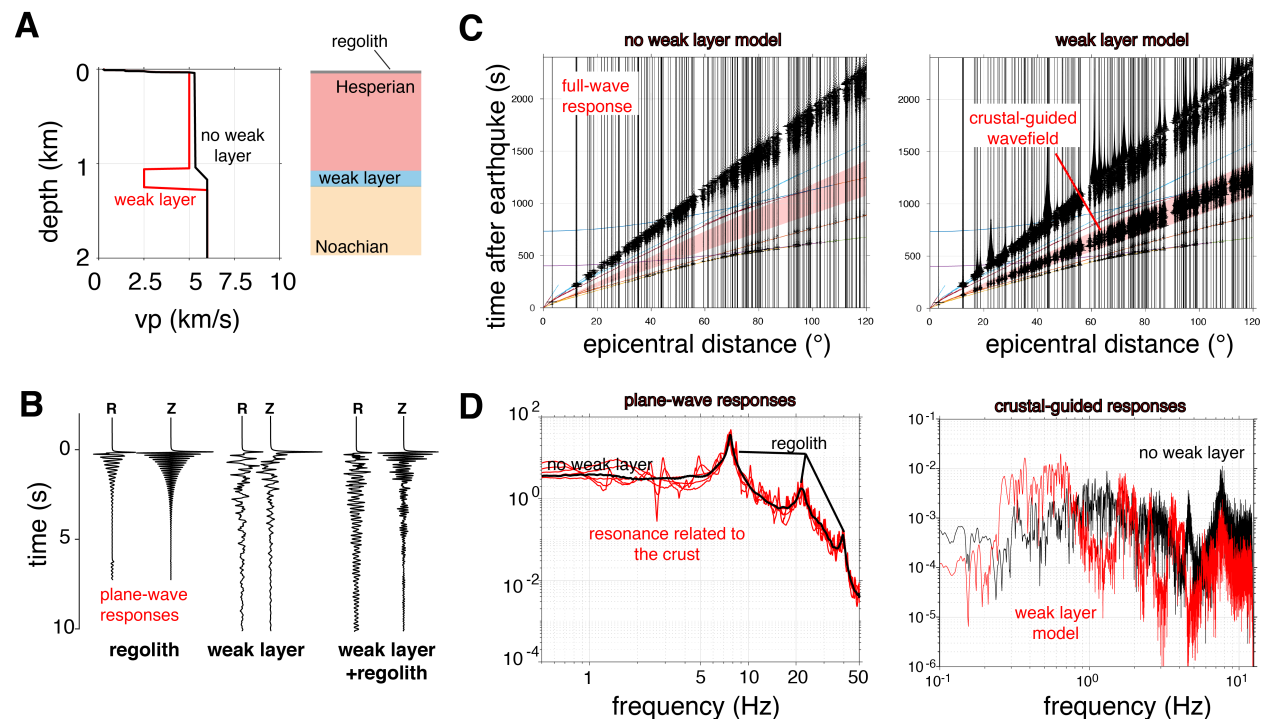 A
regolith
0
Hesperian
no weak
layer
depth (km)
1
weak layer
weak layer
Noachian
2
0 2.5 5 7.5 10
vp (km/s)
B
R Z R Z R Z
0
time (s)
5
plane-wave
responses
10
regolith weak layer weak layer
+regolith
C
no weak layer model
full-wave
response
time after earthquke (s)
2000
1500
1000
500
0
0 20 40 60 80 100 120
epicentral distance (°)
weak layer model
crustal-guided
wavefield
2000
1500
1000
500
0
0 20 40 60 80 100 120
epicentral distance (°)
D
plane-wave responses
10²
regolith
no weak layer
10⁰
resonance related to
the crust
10⁻²
10⁻⁴
1 5 10 20 50
frequency (Hz)
crustal-guided responses
10⁻¹
no weak layer
10⁻²
10⁻³
10⁻⁴
weak layer
model
10⁻⁵
10⁻⁶
10⁻¹ 10⁰ 10¹
frequency (Hz)